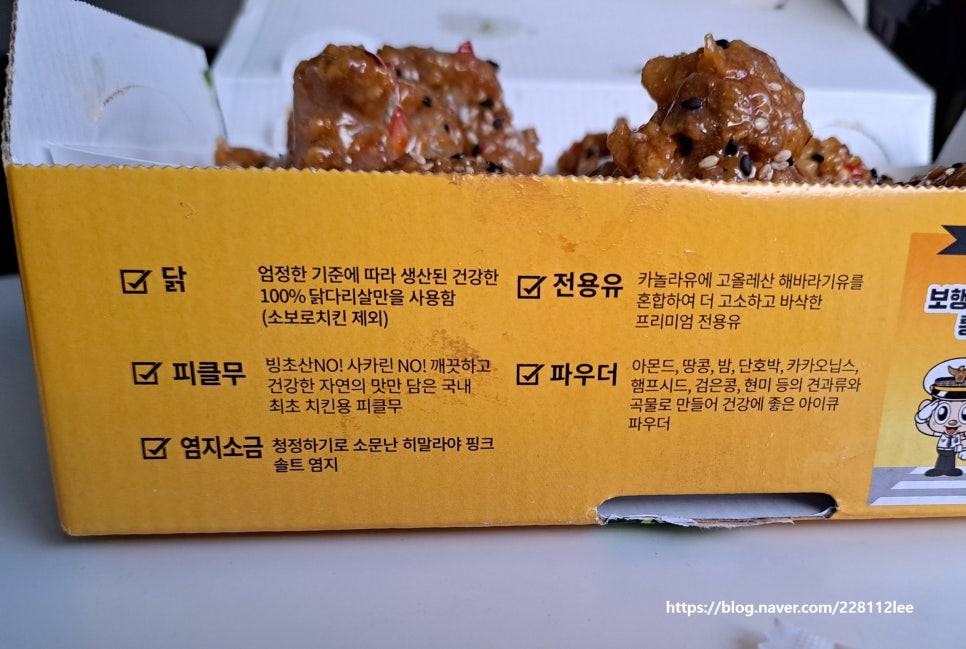 닭
엄정한 기준에 따라 생산된 건강한
100% 닭다리살만을 사용함
(소보로치킨 제외)
피클무
빙초산NO! 사카린 NO! 깨끗하고
건강한 자연의 맛만 담은 국내
최초 치킨용 피클무
염지소금
청정하기로 소문난 히말라야 핑크
솔트 염지
전용유
카놀라유에 고올레산 해바라기유를
혼합하여 더 고소하고 바삭한
프리미엄 전용유
파우더
아몬드, 땅콩, 밤, 단호박, 카카오닙스,
햄프시드, 검은콩, 현미 등의 견과류와
곡물로 만들어 건강에 좋은 아이큐
파우더
보행
https://blog.naver.com/228112lee